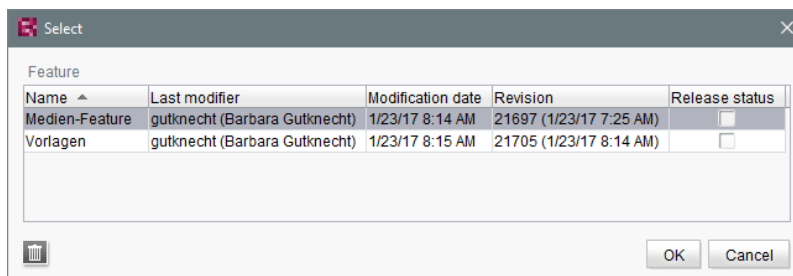 Select
Feature
Name Last modifier Modification date Revision Release status
Medien-Feature gutknecht (Barbara Gutknecht) 1/23/17 8:14 AM 21697 (1/23/17 7:25 AM)
Vorlagen gutknecht (Barbara Gutknecht) 1/23/17 8:15 AM 21705 (1/23/17 8:14 AM)
OK Cancel